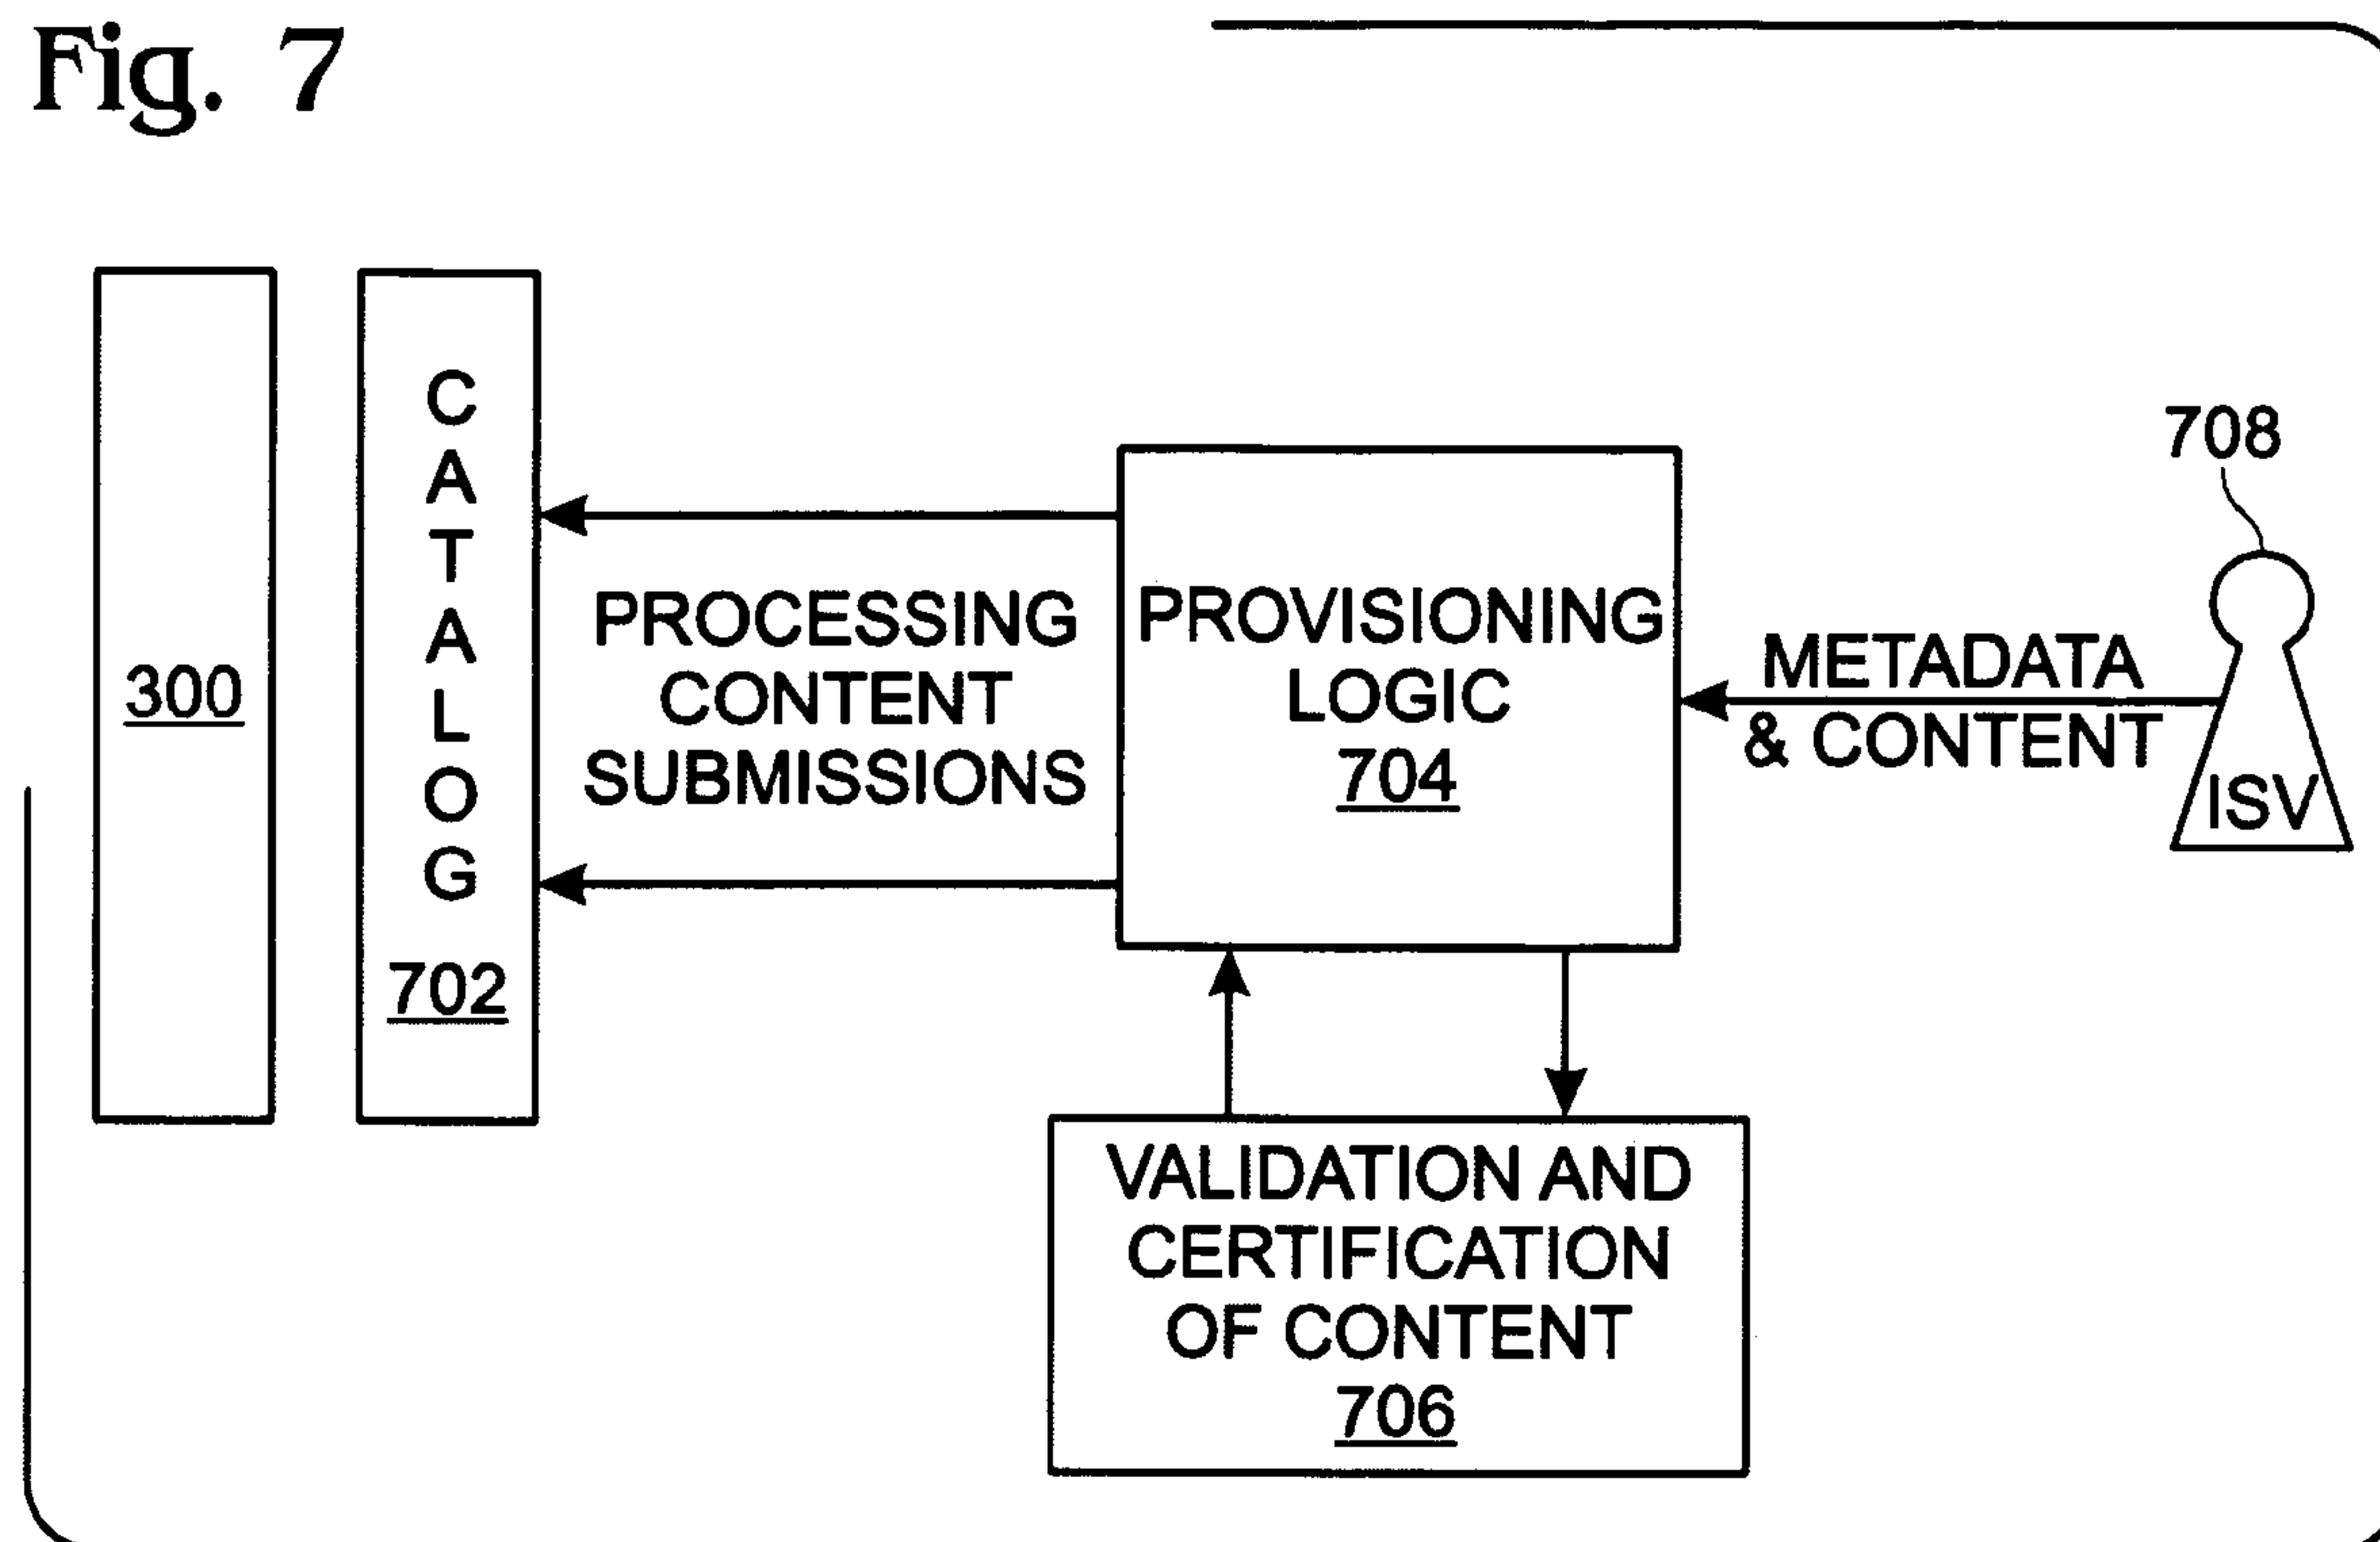 Fig. 7
300
CATALOG
702
PROCESSING
CONTENT
SUBMISSIONS
PROVISIONING
LOGIC
704
METADATA
& CONTENT
708
ISV
VALIDATION AND
CERTIFICATION
OF CONTENT
706